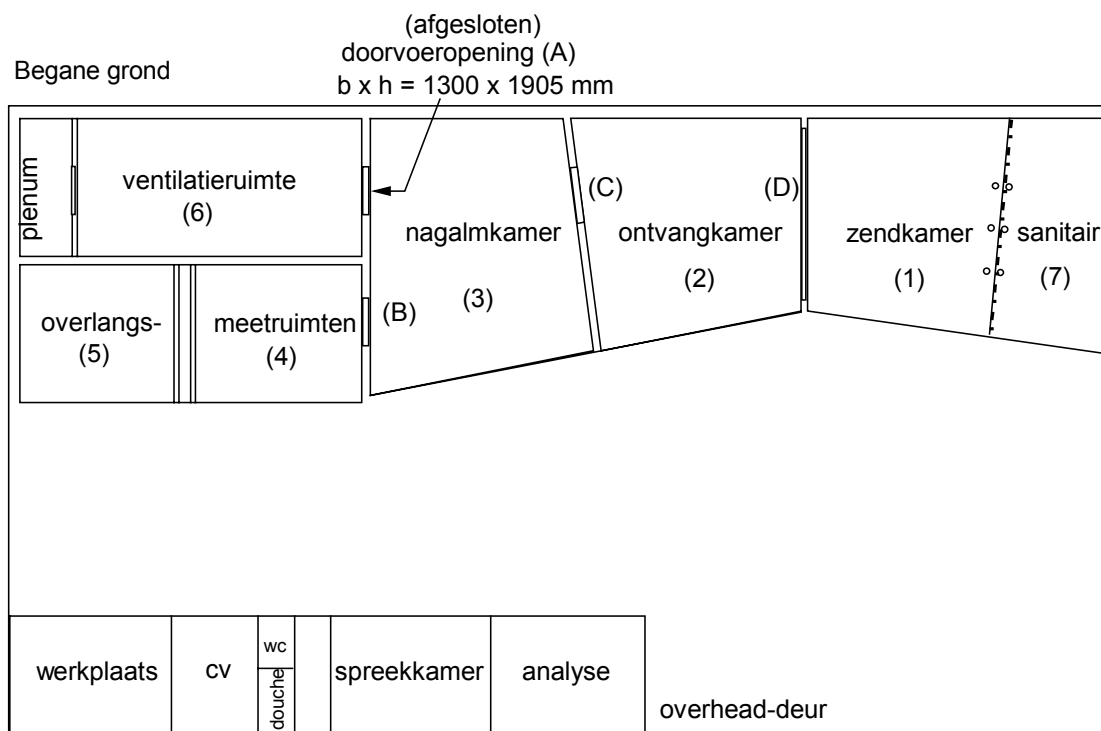 (afgesloten)
doorvoeropening (A)
b x h = 1300 x 1905 mm
Begane grond
plenum
ventilatieruimte
(6)
nagalmkamer
(3)
(C)
ontvangkamer
(2)
(D)
zendkamer
(1)
sanitair
(7)
overlangs-
(5)
meetruimten
(4)
(B)
werkplaats
cv
wc
douche
spreekkamer
analyse
overhead-deur